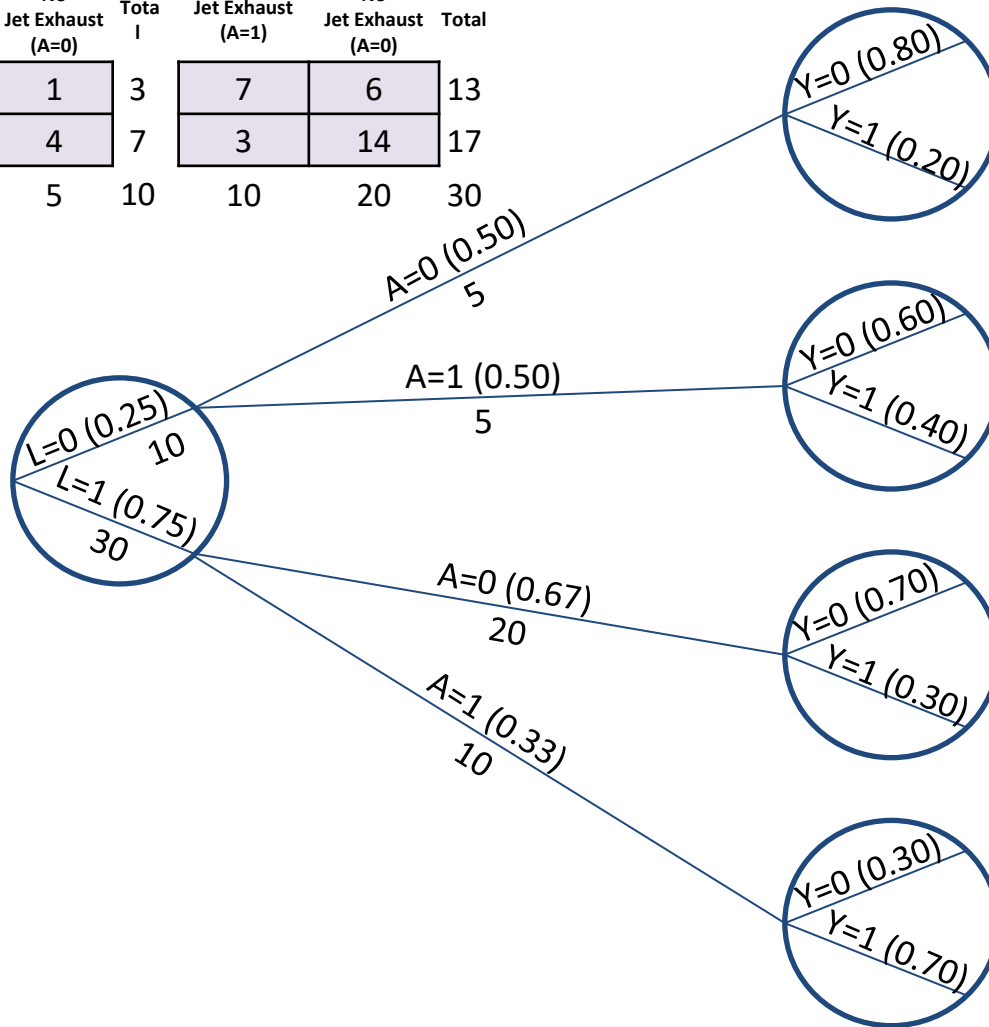 Jet Exhaust
(A=0)
Tota
l
Jet Exhaust
(A=1)
Jet Exhaust
(A=0)
Total
1 3 7 6 13
4 7 3 14 17
5 10 10 20 30
Y=0 (0.80)
Y=1 (0.20)
A=0 (0.50)
5
Y=0 (0.60)
Y=1 (0.40)
A=1 (0.50)
5
L=0 (0.25)
10
L=1 (0.75)
30
A=0 (0.67)
20
Y=0 (0.70)
Y=1 (0.30)
A=1 (0.33)
10
Y=0 (0.30)
Y=1 (0.70)